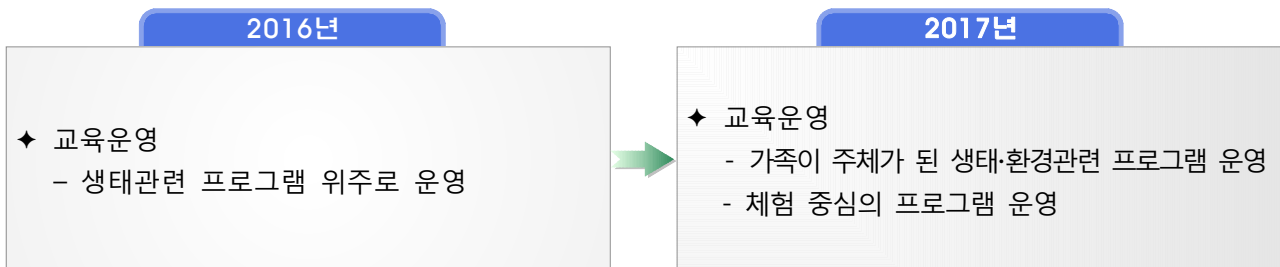 2016년
✦ 교육운영
– 생태관련 프로그램 위주로 운영
2017년
✦ 교육운영
- 가족이 주체가 된 생태·환경관련 프로그램 운영
- 체험 중심의 프로그램 운영